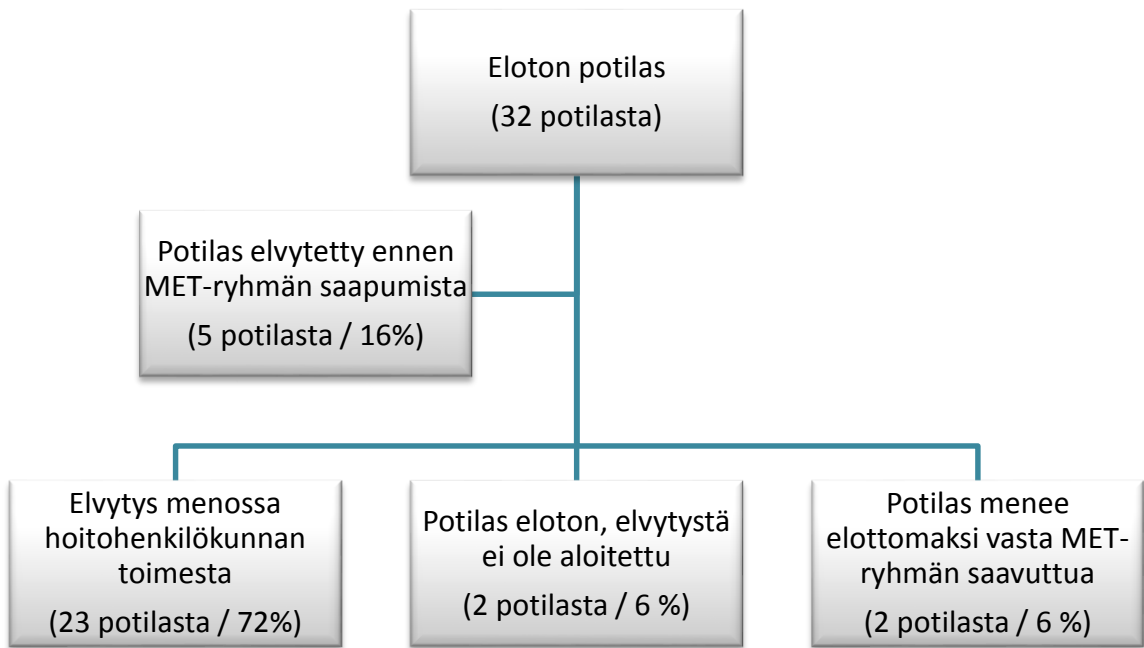 Eloton potilas
(32 potilasta)
Potilas elvytetty ennen
MET-ryhmän saapumista
(5 potilasta / 16%)
Elvytys menossa
hoitohenkilökunnan
toimesta
(23 potilasta / 72%)
Potilas eloton, elvytystä
ei ole aloitettu
(2 potilasta / 6 %)
Potilas menee
elottomaksi vasta MET-
ryhmän saavuttua
(2 potilasta / 6 %)